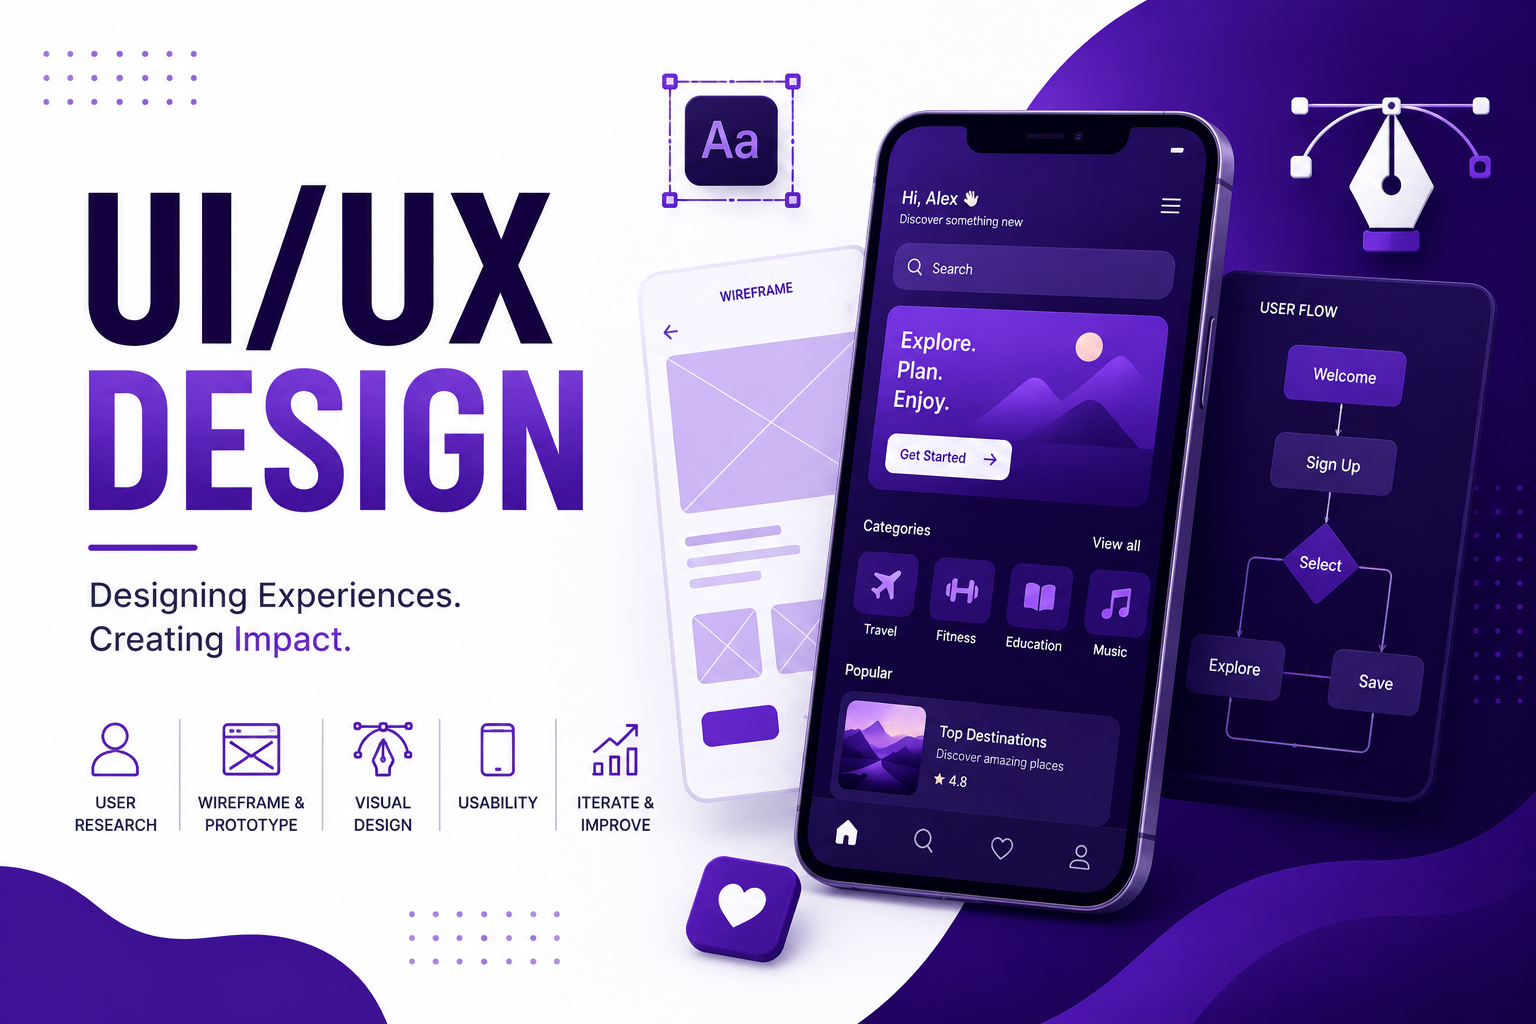 UI/UX
DESIGN
Designing Experiences.
Creating Impact.
USER
RESEARCH
WIREFRAME &
PROTOTYPE
VISUAL
DESIGN
USABILITY
ITERATE &
IMPROVE
Aa
WIREFRAME
Hi, Alex 👋
Discover something new
Search
Explore.
Plan.
Enjoy.
Get Started
Categories
View all
Travel
Fitness
Education
Music
Popular
Top Destinations
Discover amazing places
4.8
USER FLOW
Welcome
Sign Up
Select
Explore
Save